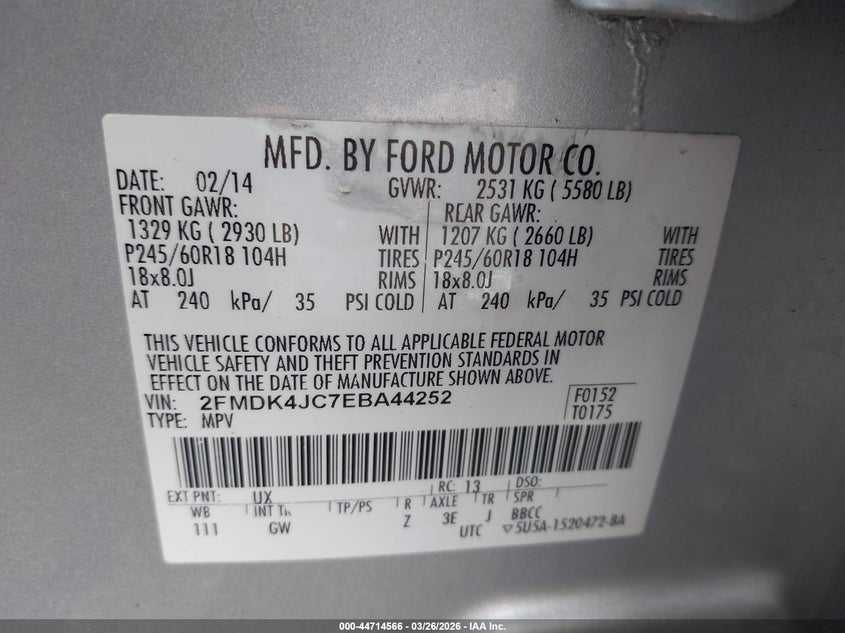 MFD. BY FORD MOTOR CO.
DATE: 02/14 GVWR: 2531 KG ( 5580 LB)
FRONT GAWR: REAR GAWR:
1329 KG ( 2930 LB) WITH 1207 KG ( 2660 LB) WITH
P245/60R18 104H TIRES P245/60R18 104H TIRES
18x8.0J RIMS 18x8.0J RIMS
AT 240 kPa/ 35 PSI COLD AT 240 kPa/ 35 PSI COLD
THIS VEHICLE CONFORMS TO ALL APPLICABLE FEDERAL MOTOR
VEHICLE SAFETY AND THEFT PREVENTION STANDARDS IN
EFFECT ON THE DATE OF MANUFACTURE SHOWN ABOVE.
VIN: 2FMDK4JC7EBA44252 F0152
TYPE: MPV T0175
RC: 13 DSO:
EXT PNT: UX
WB INT TR TP/PS R AXLE TR SPR
111 GW Z 3E J BBCC
UTC ▽5U5A-1520472-BA
000-44714566 - 03/26/2026 - IAA Inc.